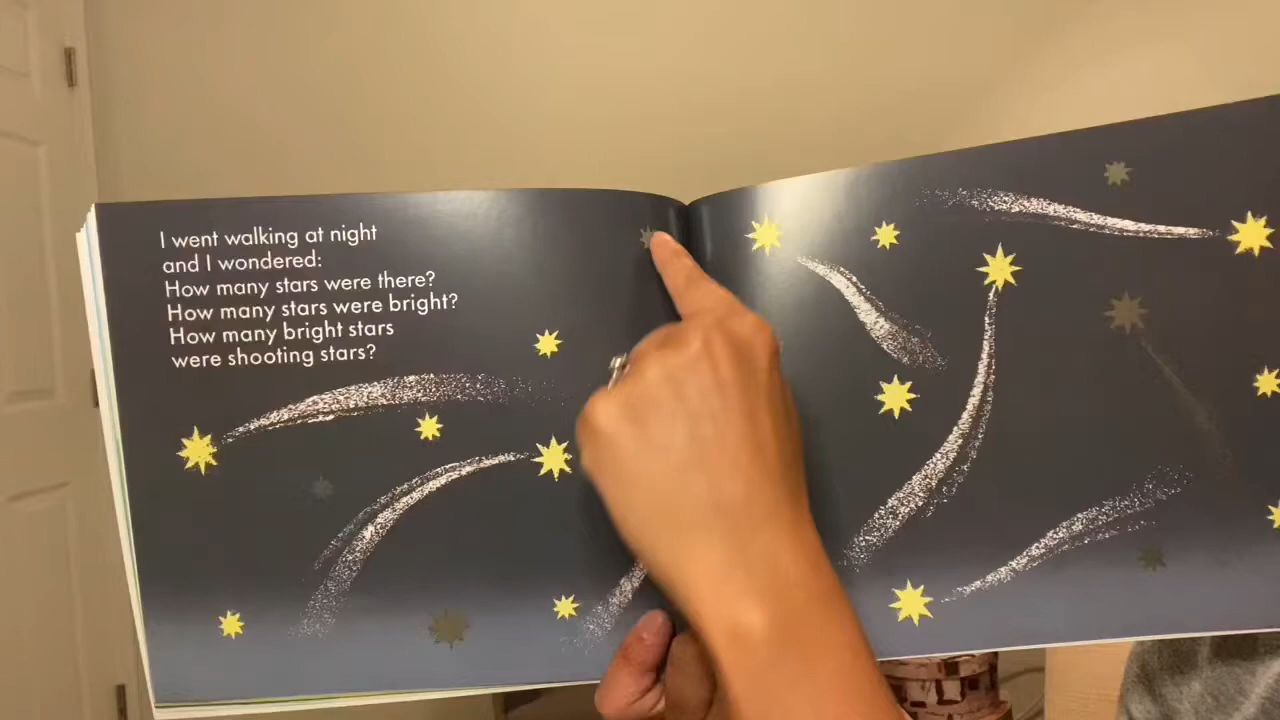 I went walking at night
and I wondered:
How many stars were there?
How many stars were bright?
How many bright stars
were shooting stars?